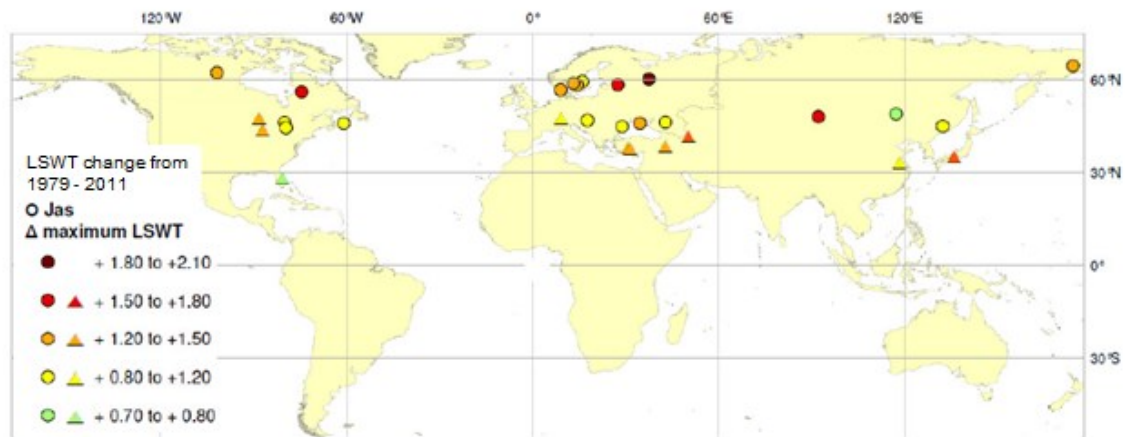 120°W 60°W 0° 60°E 120°E
60°N
30°N
0°
30°S
LSWT change from
1979 - 2011
O Jas
Δ maximum LSWT
+ 1.80 to +2.10
+ 1.50 to +1.80
+ 1.20 to +1.50
+ 0.80 to +1.20
+ 0.70 to + 0.80